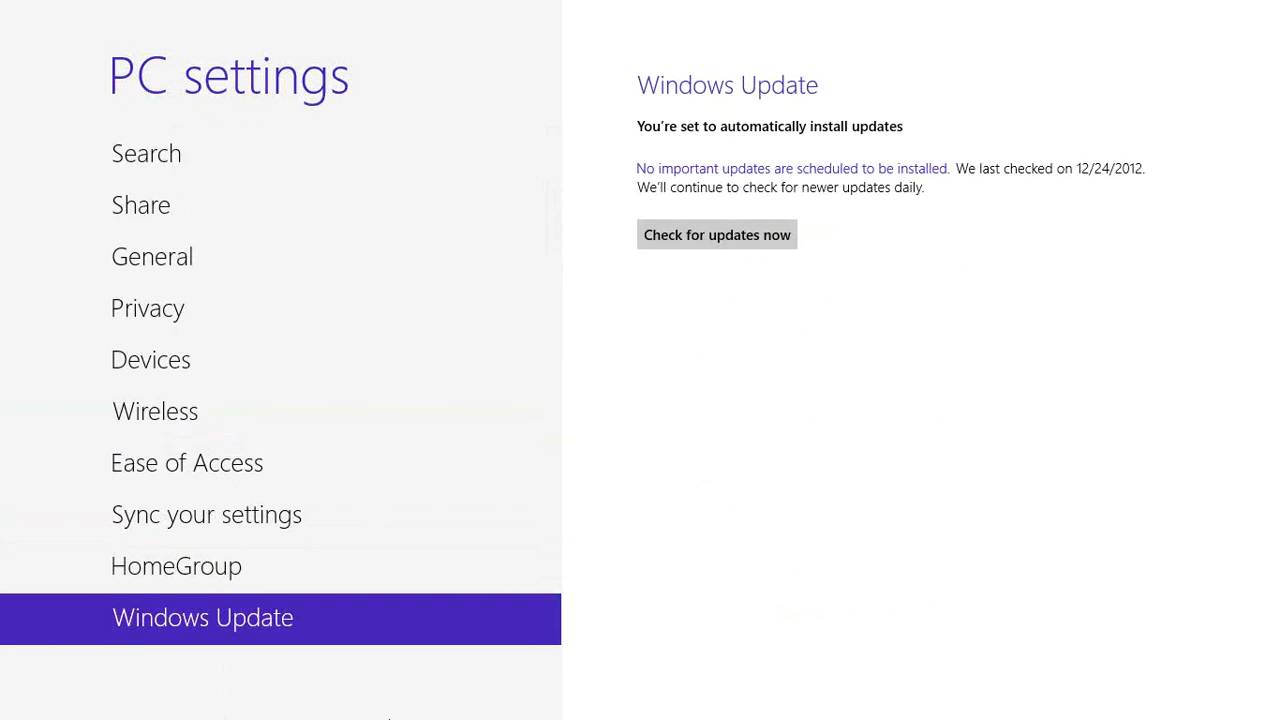 PC settings
Search
Share
General
Privacy
Devices
Wireless
Ease of Access
Sync your settings
HomeGroup
Windows Update
Windows Update
You're set to automatically install updates
No important updates are scheduled to be installed. We last checked on 12/24/2012.
We'll continue to check for newer updates daily.
Check for updates now